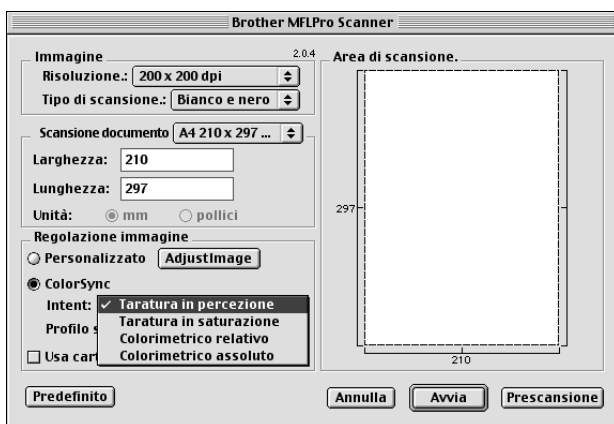 Brother MFLPro Scanner
Immagine 2.0.4
Risoluzione.: 200 x 200 dpi
Tipo di scansione.: Bianco e nero
Scansione documento A4 210 x 297 ...
Larghezza: 210
Lunghezza: 297
Unità: mm pollici
Regolazione immagine
Personalizzato AdjustImage
ColorSync
Intent: ✓ Taratura in percezione
Taratura in saturazione
Profilo s
Colorimetrico relativo
Usa cart
Colorimetrico assoluto
Predefinito
Area di scansione.
297
210
Annulla Avvia Prescansione